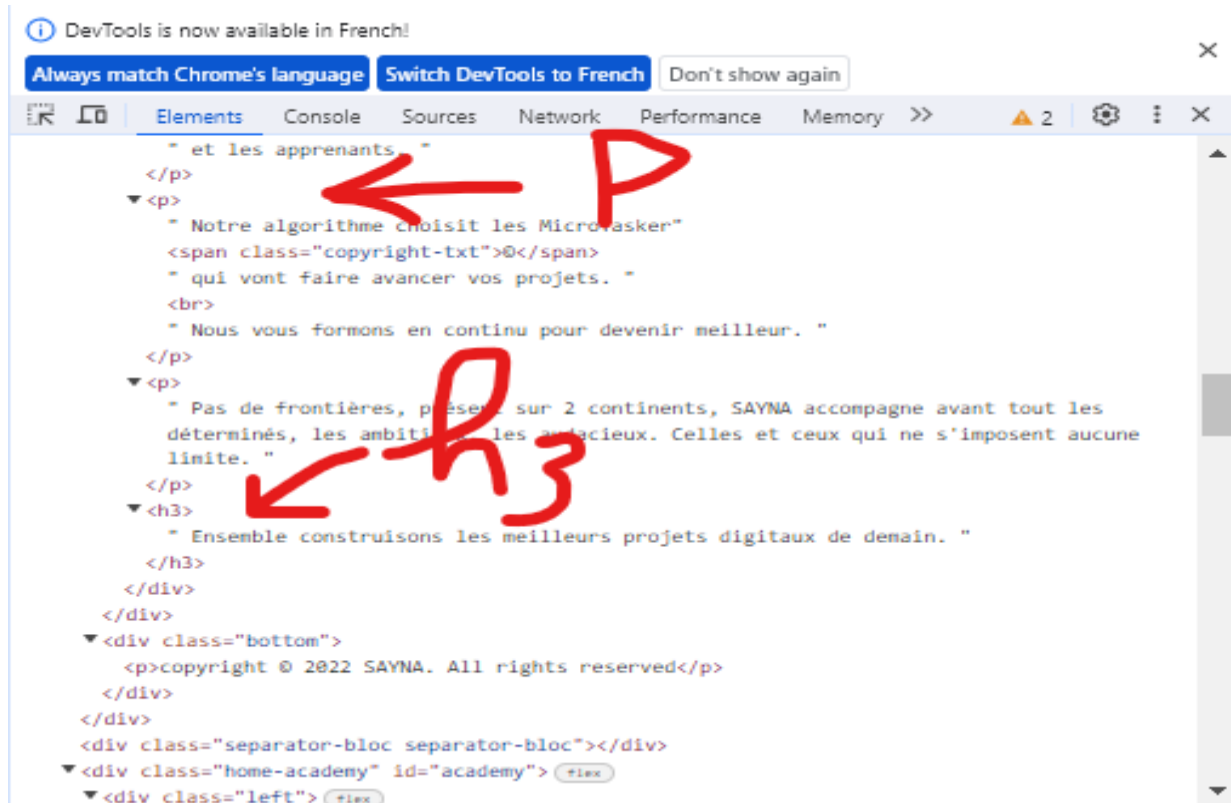 DevTools is now available in French!
Always match Chrome's language Switch DevTools to French Don't show again
Elements Console Sources Network Performance Memory >> 2
" et les apprenants. "
</p>
P
<p>
" Notre algorithme choisit les MicroTasker"
<span class="copyright-txt">©</span>
" qui vont faire avancer vos projets. "
<br>
" Nous vous formons en continu pour devenir meilleur. "
</p>
<p>
" Pas de frontières, présent sur 2 continents, SAYNA accompagne avant tout les
déterminés, les ambitieux, les audacieux. Celles et ceux qui ne s'imposent aucune
limite. "
h3
</p>
<h3>
" Ensemble construisons les meilleurs projets digitaux de demain. "
</h3>
</div>
</div>
<div class="bottom">
<p>copyright © 2022 SAYNA. All rights reserved</p>
</div>
</div>
<div class="separator-bloc separator-bloc"></div>
<div class="home-academy" id="academy"> flex
<div class="left"> flex